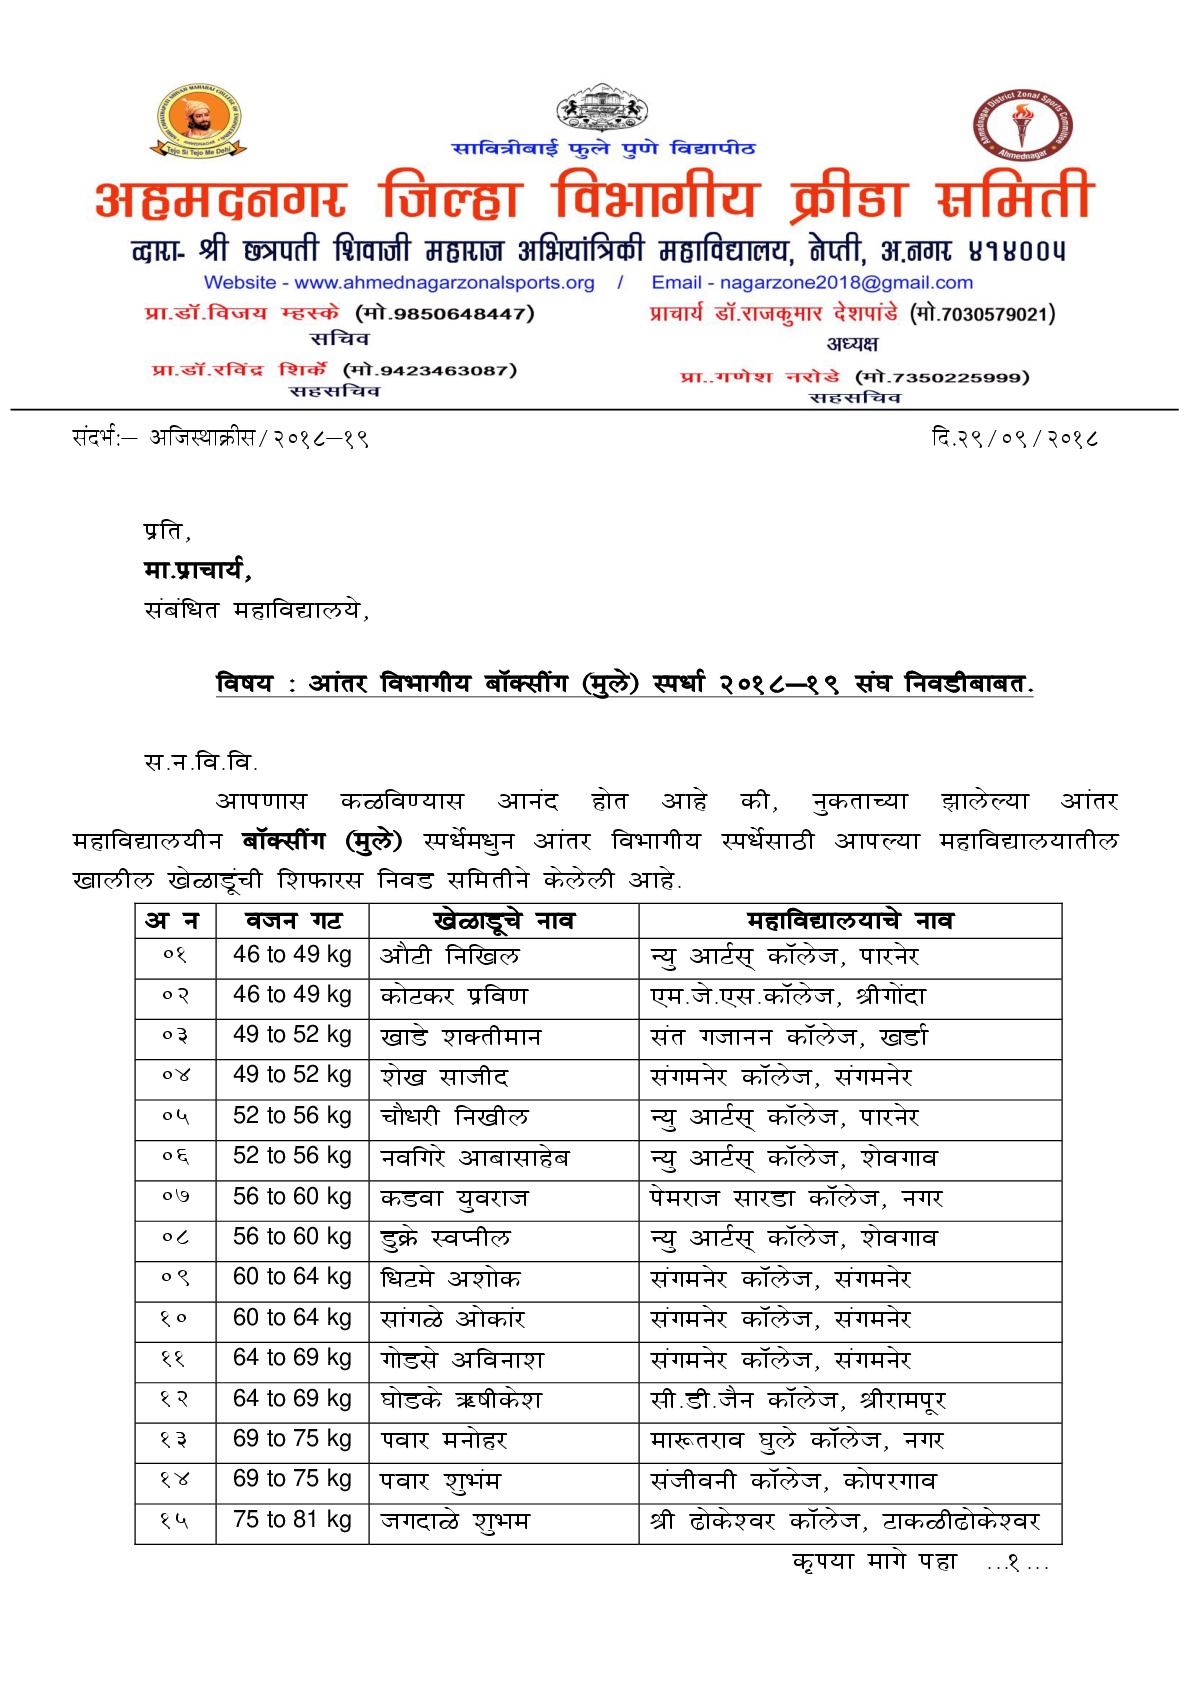 सावित्रीबाई फुले पुणे विद्यापीठ
Tejo Si Tejo Me Dehi
Ahmednagar District Zonal Sports Committee
Ahmednagar
अहमदनगर जिल्हा विभागीय क्रीडा समिती
द्वारा- श्री छत्रपती शिवाजी महाराज अभियांत्रिकी महाविद्यालय, नेप्ती, अ.नगर ४१४००५
Website - www.ahmednagarzonalsports.org / Email - nagarzone2018@gmail.com
प्रा.डॉ.विजय म्हस्के (मो.9850648447) प्राचार्य डॉ.राजकुमार देशपांडे (मो.7030579021)
सचिव अध्यक्ष
प्रा.डॉ.रविंद्र शिर्के (मो.9423463087) प्रा..गणेश नरोडे (मो.7350225999)
सहसचिव सहसचिव
संदर्भ:– अजिस्थाक्रीस/२०१८–१९ दि.२९/०९/२०१८
प्रति,
मा.प्राचार्य,
संबंधित महाविद्यालये,
विषय : आंतर विभागीय बॉक्सींग (मुले) स्पर्धा २०१८–१९ संघ निवडीबाबत.
स.न.वि.वि.
आपणास कळविण्यास आनंद होत आहे की, नुकताच्या झालेल्या आंतर
महाविद्यालयीन बॉक्सींग (मुले) स्पर्धेमधुन आंतर विभागीय स्पर्धेसाठी आपल्या महाविद्यालयातील
खालील खेळाडूंची शिफारस निवड समितीने केलेली आहे.
अ न वजन गट खेळाडूचे नाव महाविद्यालयाचे नाव
०१ 46 to 49 kg औटी निखिल न्यु आर्टस् कॉलेज, पारनेर
०२ 46 to 49 kg कोटकर प्रविण एम.जे.एस.कॉलेज, श्रीगोंदा
०३ 49 to 52 kg खाडे शक्तीमान संत गजानन कॉलेज, खर्डा
०४ 49 to 52 kg शेख साजीद संगमनेर कॉलेज, संगमनेर
०५ 52 to 56 kg चौधरी निखील न्यु आर्टस् कॉलेज, पारनेर
०६ 52 to 56 kg नवगिरे आबासाहेब न्यु आर्टस् कॉलेज, शेवगाव
०७ 56 to 60 kg कडवा युवराज पेमराज सारडा कॉलेज, नगर
०८ 56 to 60 kg डुक्रे स्वप्नील न्यु आर्टस् कॉलेज, शेवगाव
०९ 60 to 64 kg धिटमे अशोक संगमनेर कॉलेज, संगमनेर
१० 60 to 64 kg सांगळे ओकांर संगमनेर कॉलेज, संगमनेर
११ 64 to 69 kg गोडसे अविनाश संगमनेर कॉलेज, संगमनेर
१२ 64 to 69 kg घोडके ऋषीकेश सी.डी.जैन कॉलेज, श्रीरामपूर
१३ 69 to 75 kg पवार मनोहर मारूतराव घुले कॉलेज, नगर
१४ 69 to 75 kg पवार शुभंम संजीवनी कॉलेज, कोपरगाव
१५ 75 to 81 kg जगदाळे शुभम श्री ढोकेश्वर कॉलेज, टाकळीढोकेश्वर
कृपया मागे पहा ...१...